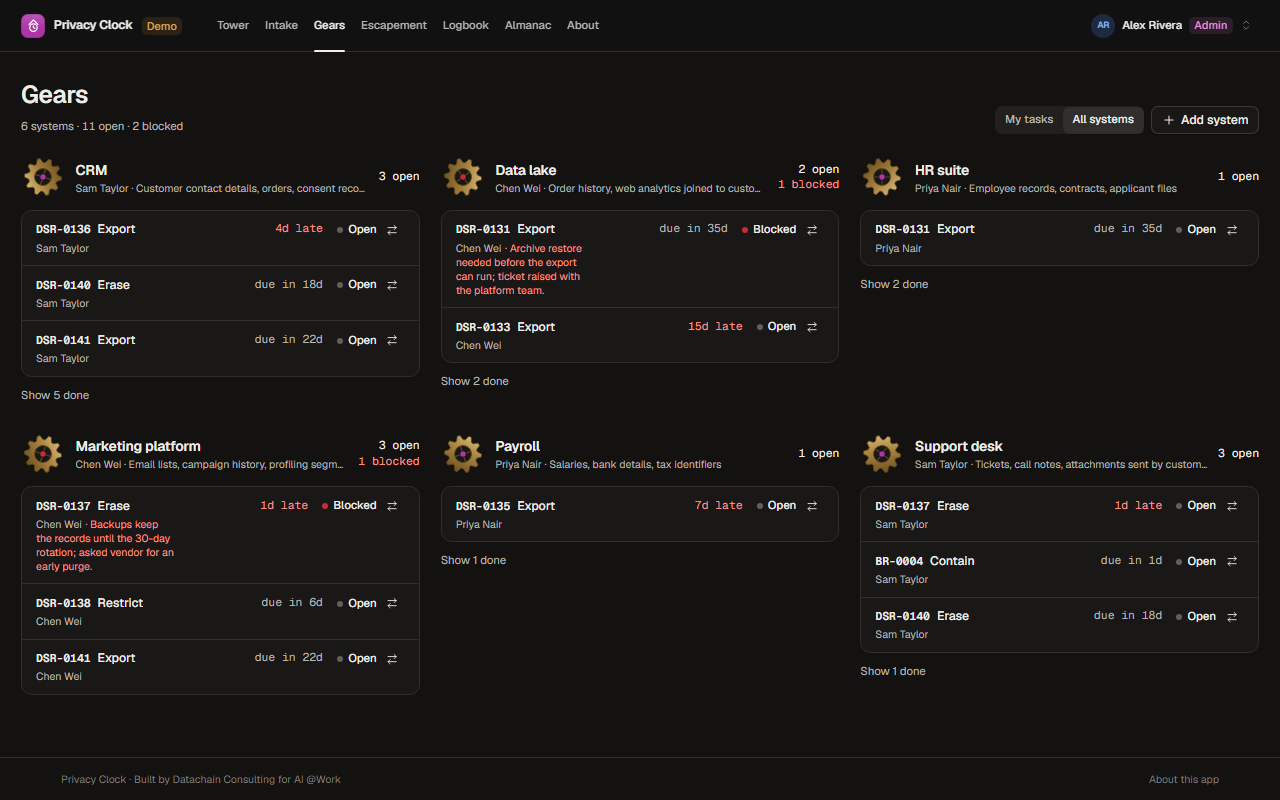 Privacy Clock Demo Tower Intake Gears Escapement Logbook Almanac About AR Alex Rivera Admin
Gears
6 systems · 11 open · 2 blocked
My tasks All systems + Add system
CRM
Sam Taylor · Customer contact details, orders, consent reco…
3 open
DSR-0136 Export 4d late Open
Sam Taylor
DSR-0140 Erase due in 18d Open
Sam Taylor
DSR-0141 Export due in 22d Open
Sam Taylor
Show 5 done
Data lake
Chen Wei · Order history, web analytics joined to custo…
2 open
1 blocked
DSR-0131 Export due in 35d Blocked
Chen Wei · Archive restore
needed before the export
can run; ticket raised with
the platform team.
DSR-0133 Export 15d late Open
Chen Wei
Show 2 done
HR suite
Priya Nair · Employee records, contracts, applicant files
1 open
DSR-0131 Export due in 35d Open
Priya Nair
Show 2 done
Marketing platform
Chen Wei · Email lists, campaign history, profiling segm…
3 open
1 blocked
DSR-0137 Erase 1d late Blocked
Chen Wei · Backups keep
the records until the 30-day
rotation; asked vendor for an
early purge.
DSR-0138 Restrict due in 6d Open
Chen Wei
DSR-0141 Export due in 22d Open
Chen Wei
Payroll
Priya Nair · Salaries, bank details, tax identifiers
1 open
DSR-0135 Export 7d late Open
Priya Nair
Show 1 done
Support desk
Sam Taylor · Tickets, call notes, attachments sent by custom…
3 open
DSR-0137 Erase 1d late Open
Sam Taylor
BR-0004 Contain due in 1d Open
Sam Taylor
DSR-0140 Erase due in 18d Open
Sam Taylor
Show 1 done
Privacy Clock · Built by Datachain Consulting for AI @Work
About this app